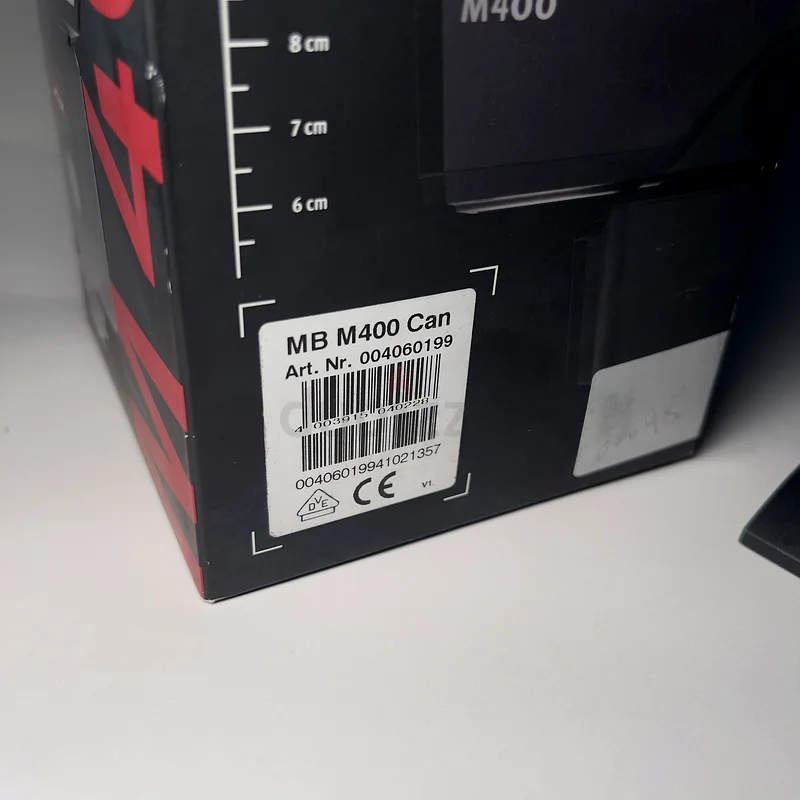 M400
8 cm
7 cm
6 cm
MB M400 Can
Art. Nr. 004060199
4 003915 040228
00406019941021357
DVE
CE
V1.